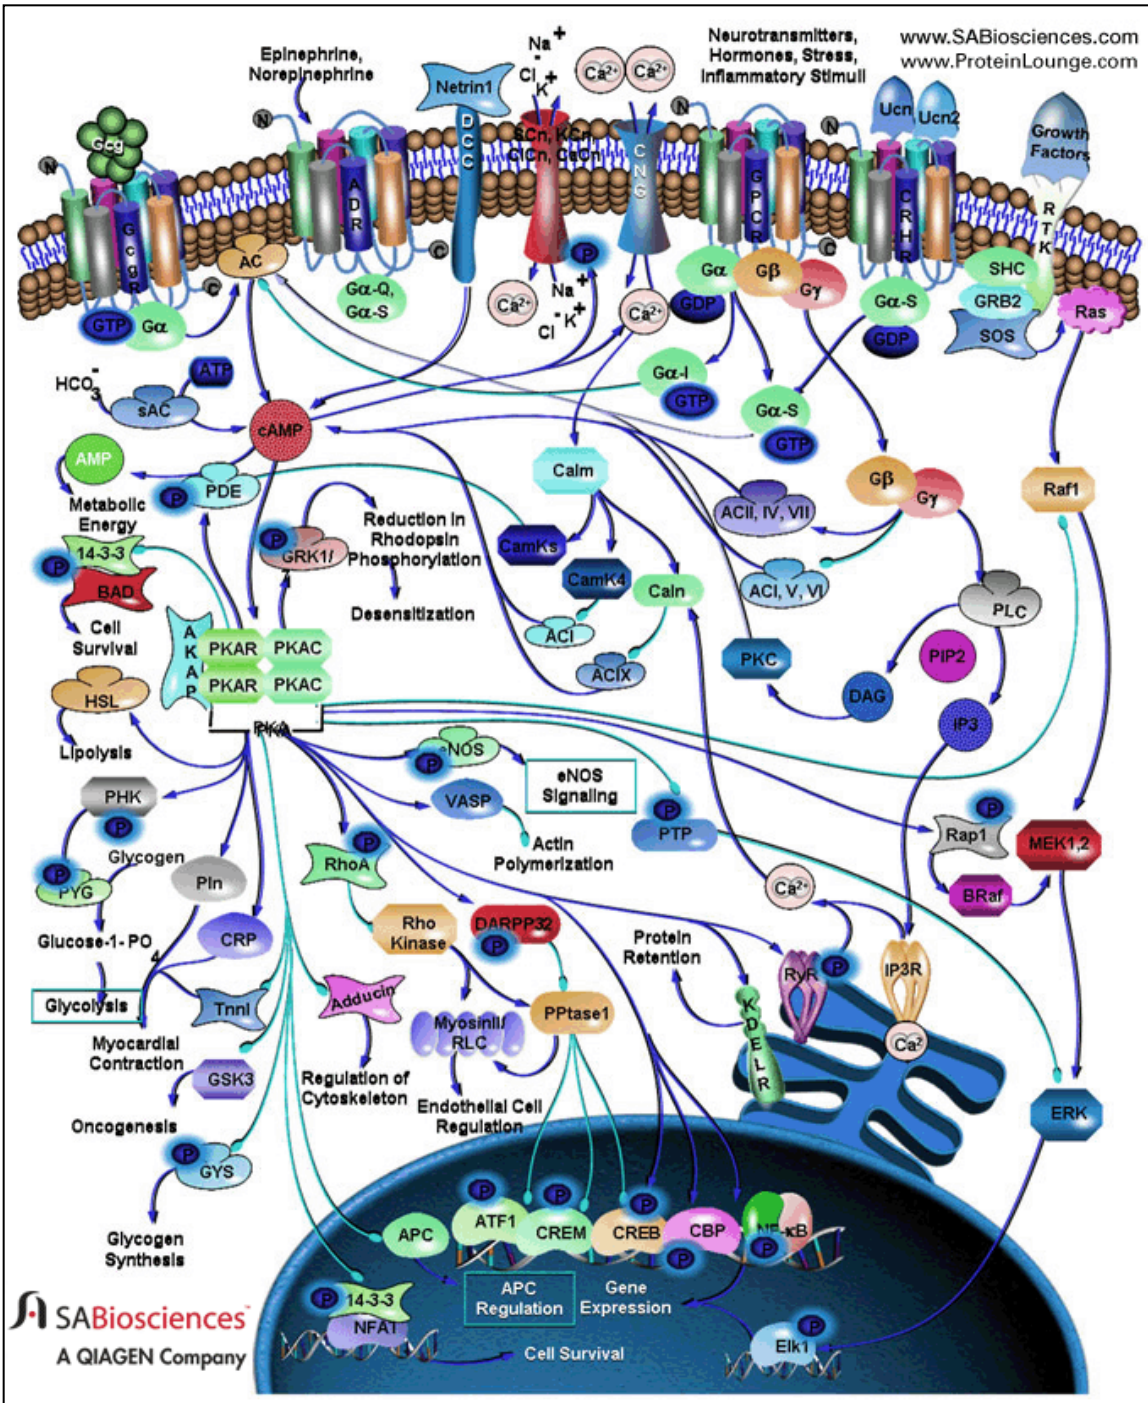 www.SABiosciences.com
www.ProteinLounge.com
Epinephrine,
Norepinephrine
Neurotransmitters,
Hormones, Stress,
Inflammatory Stimuli
Na+
Cl-
K+
Ca2+
Ca2+
Netrin1
Ucn
Ucn2
Growth
Factors
Gcg
N
N
N
N
DCC
SCn, KCn,
ClCn, CaCn
CNG
ADR
GPCR
CRHR
RTK
GcgR
C
C
C
AC
P
SHC
GRB2
SOS
Ras
Gα-Q,
Gα-S
GTP
Gα
Ca2+
Na+
Cl-
K+
Ca2+
Gα
Gβ
Gγ
GDP
Gα-S
GDP
Gα-I
GTP
Gα-S
GTP
HCO3-
ATP
sAC
cAMP
AMP
PDE
P
Metabolic
Energy
Calm
Gβ
Gγ
Raf1
ACII, IV, VII
P
14-3-3
BAD
P
GRK1/
Reduction in
Rhodopsin
Phosphorylation
Desensitization
CamKs
CamK4
Caln
ACI, V, VI
PLC
Cell
Survival
AKAP
PKAR
PKAC
PKAR
PKAC
PKA
ACI
ACIX
PKC
PIP2
DAG
IP3
HSL
Lipolysis
eNOS
P
eNOS
Signaling
PHK
P
VASP
Actin
Polymerization
P
PTP
P
Rap1
MEK1,2
BRaf
Glycogen
P
PYG
Pln
P
RhoA
Ca2+
Glucose-1-PO4
CRP
Rho
Kinase
DARPP32
P
Protein
Retention
RyR
P
IP3R
Ca2
Glycolysis
TnnI
Adducin
MyosinII/
RLC
PPtase1
KDELR
Myocardial
Contraction
GSK3
Regulation of
Cytoskeleton
Endothelial Cell
Regulation
ERK
Oncogenesis
P
GYS
Glycogen
Synthesis
APC
P
ATF1
P
CREM
P
CREB
P
CBP
NF-κB
P
APC
Regulation
Gene
Expression
P
14-3-3
NFAT
Cell Survival
P
Elk1
SABiosciences™
A QIAGEN Company